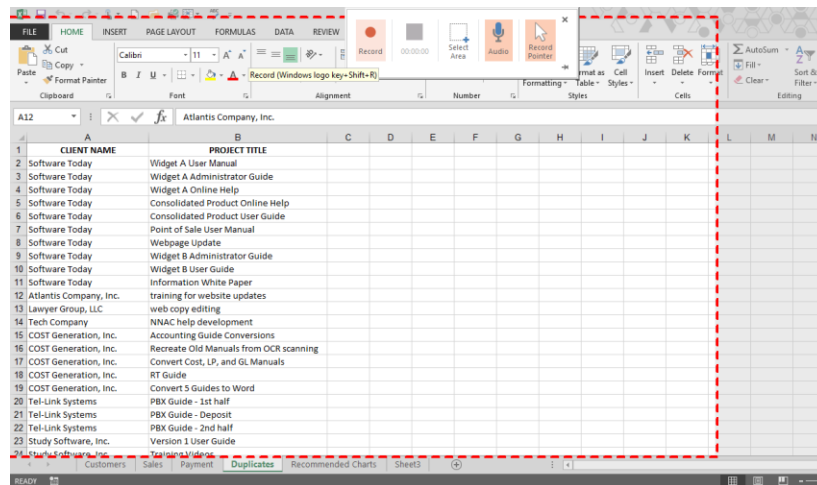 FILE HOME INSERT PAGE LAYOUT FORMULAS DATA REVIEW
Cut
Copy
Format Painter
Paste
Calibri 11 A A
B I U A
Record 00:00:00 Select Area Audio Record Pointer
Record (Windows logo key+Shift+R)
Formatting Table Cell Styles Insert Delete Format
AutoSum
Fill
Clear
Sort &
Filter
Clipboard Font Alignment Number Styles Cells Editing
A12 fx Atlantis Company, Inc.
A B C D E F G H I J K L M N
1 CLIENT NAME PROJECT TITLE
2 Software Today Widget A User Manual
3 Software Today Widget A Administrator Guide
4 Software Today Widget A Online Help
5 Software Today Consolidated Product Online Help
6 Software Today Consolidated Product User Guide
7 Software Today Point of Sale User Manual
8 Software Today Webpage Update
9 Software Today Widget B Administrator Guide
10 Software Today Widget B User Guide
11 Software Today Information White Paper
12 Atlantis Company, Inc. training for website updates
13 Lawyer Group, LLC web copy editing
14 Tech Company NNAC help development
15 COST Generation, Inc. Accounting Guide Conversions
16 COST Generation, Inc. Recreate Old Manuals from OCR scanning
17 COST Generation, Inc. Convert Cost, LP, and GL Manuals
18 COST Generation, Inc. RT Guide
19 COST Generation, Inc. Convert 5 Guides to Word
20 Tel-Link Systems PBX Guide - 1st half
21 Tel-Link Systems PBX Guide - Deposit
22 Tel-Link Systems PBX Guide - 2nd half
23 Study Software, Inc. Version 1 User Guide
24 Study Software, Inc. Training Videos
Customers Sales Payment Duplicates Recommended Charts Sheet3
READY